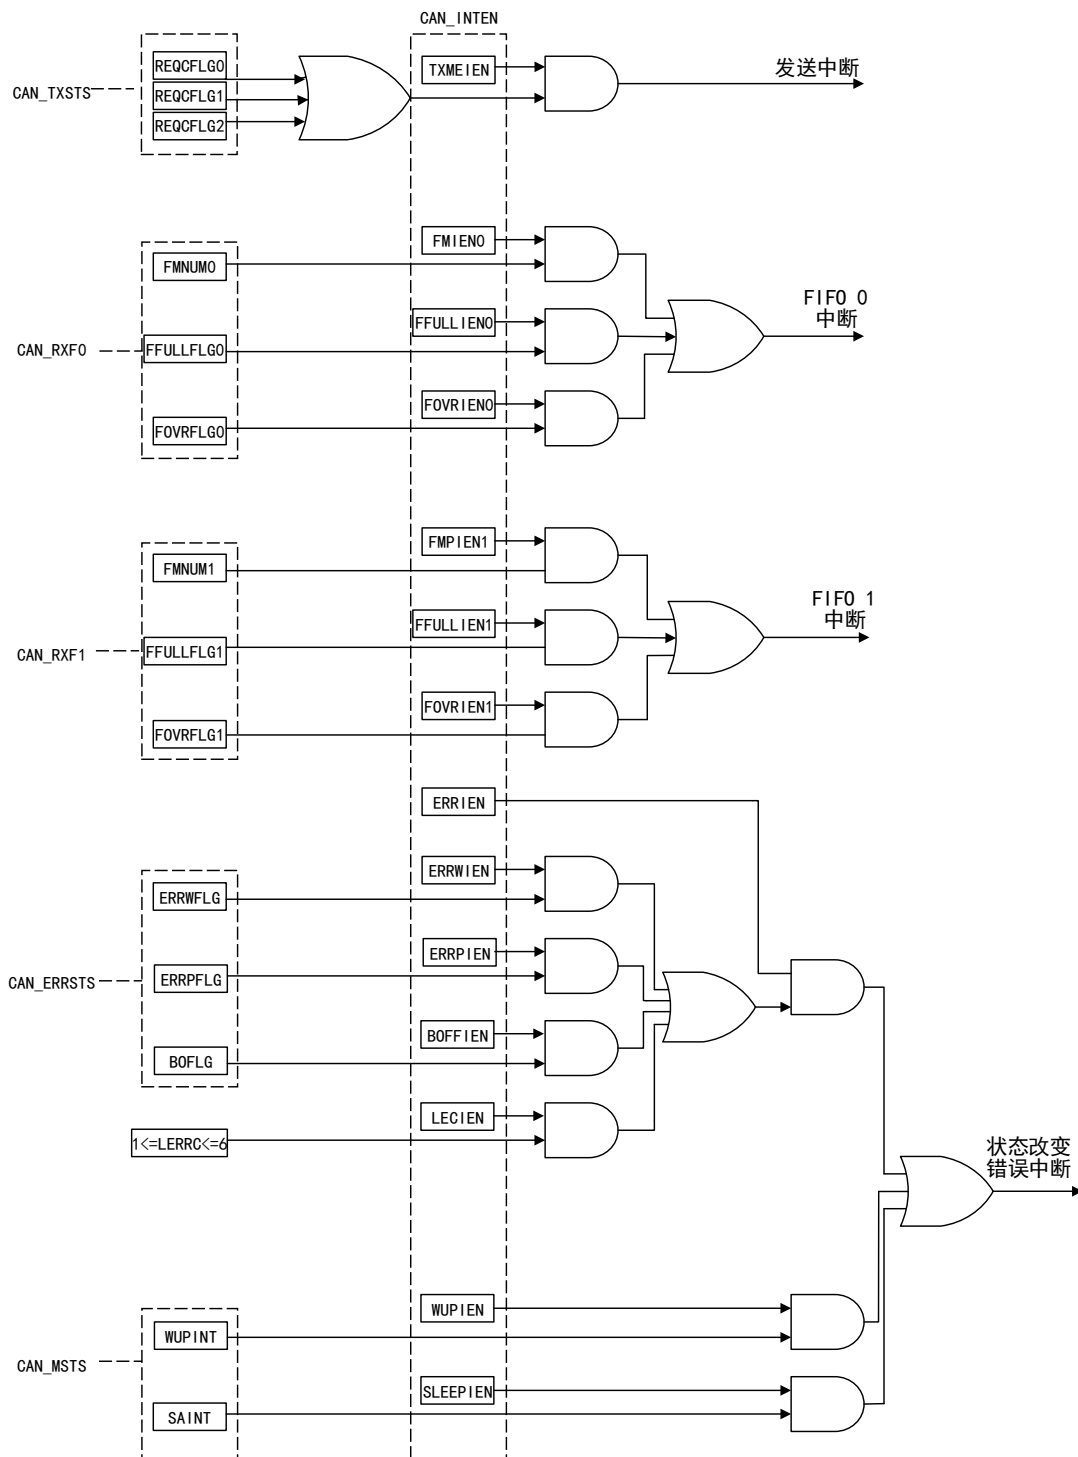 CAN_INTEN
CAN_TXSTS
REQCFLG0
REQCFLG1
REQCFLG2
TXMEIEN
发送中断
CAN_RXF0
FMNUM0
FFULLFLG0
FOVRFLG0
FMIEN0
FFULLIEN0
FOVRIEN0
FIFO 0
中断
CAN_RXF1
FMNUM1
FFULLFLG1
FOVRFLG1
FMPIEN1
FFULLIEN1
FOVRIEN1
FIFO 1
中断
ERRIEN
CAN_ERRSTS
ERRWFLG
ERRPFLG
BOFLG
1<=LERRC<=6
ERRWIEN
ERRPIEN
BOFFIEN
LECIEN
状态改变
错误中断
CAN_MSTS
WUPINT
SAINT
WUPIEN
SLEEPIEN